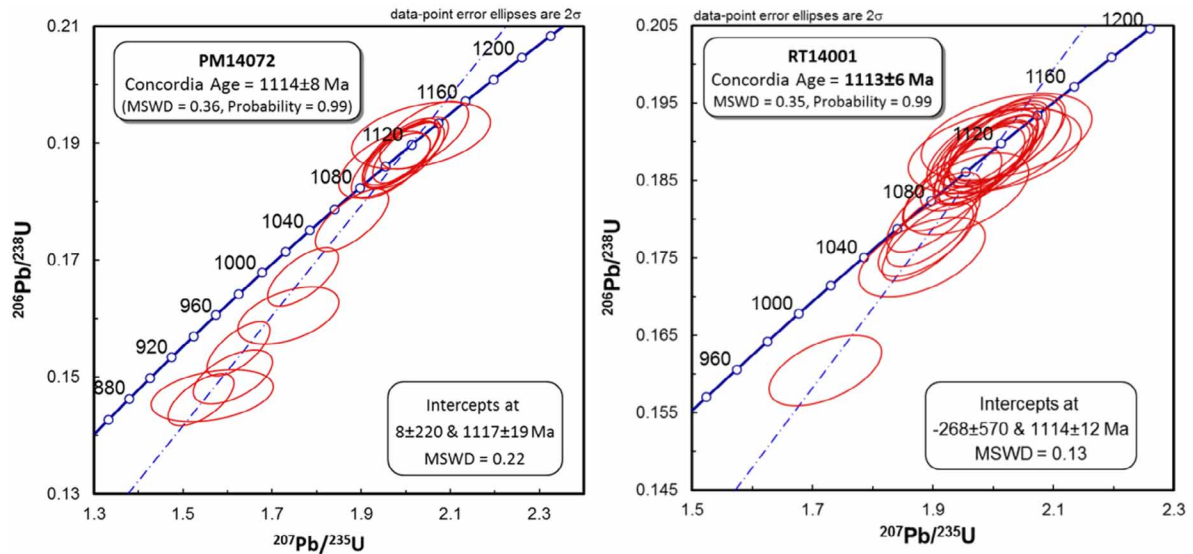 data-point error ellipses are 2σ
0.21
0.19
0.17
0.15
0.13
²⁰⁶Pb/²³⁸U
PM14072
Concordia Age = 1114±8 Ma
(MSWD = 0.36, Probability = 0.99)
1200
1160
1120
1080
1040
1000
960
920
880
Intercepts at
8±220 & 1117±19 Ma
MSWD = 0.22
1.3 1.5 1.7 1.9 2.1 2.3
²⁰⁷Pb/²³⁵U
data-point error ellipses are 2σ
0.205
0.195
0.185
0.175
0.165
0.155
0.145
²⁰⁶Pb/²³⁸U
RT14001
Concordia Age = 1113±6 Ma
MSWD = 0.35, Probability = 0.99
1200
1160
1120
1080
1040
1000
960
Intercepts at
-268±570 & 1114±12 Ma
MSWD = 0.13
1.5 1.7 1.9 2.1 2.3
²⁰⁷Pb/²³⁵U